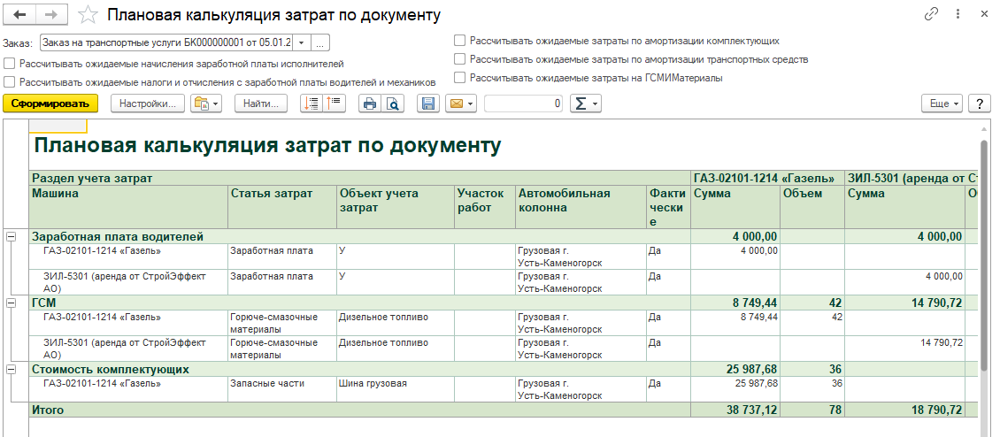 Плановая калькуляция затрат по документу
Заказ: Заказ на транспортные услуги БК000000001 от 05.01.2 ...
Рассчитывать ожидаемые затраты по амортизации комплектующих
Рассчитывать ожидаемые начисления заработной платы исполнителей
Рассчитывать ожидаемые затраты по амортизации транспортных средств
Рассчитывать ожидаемые налоги и отчисления с заработной платы водителей и механиков
Рассчитывать ожидаемые затраты на ГСМИМатериалы
Сформировать Настройки... Найти... 0 Σ Еще ?
Плановая калькуляция затрат по документу
Раздел учета затрат ГАЗ-02101-1214 «Газель» ЗИЛ-5301 (аренда от Ст
Машина Статья затрат Объект учета затрат Участок работ Автомобильная колонна Факти чески е Сумма Объем Сумма Об
Заработная плата водителей 4 000,00 4 000,00
ГАЗ-02101-1214 «Газель» Заработная плата У Грузовая г. Да 4 000,00
Усть-Каменогорск
ЗИЛ-5301 (аренда от СтройЭффект Заработная плата У Грузовая г. Да 4 000,00
АО) Усть-Каменогорск
ГСМ 8 749,44 42 14 790,72
ГАЗ-02101-1214 «Газель» Горюче-смазочные Дизельное топливо Грузовая г. Да 8 749,44 42
материалы Усть-Каменогорск
ЗИЛ-5301 (аренда от СтройЭффект Горюче-смазочные Дизельное топливо Грузовая г. Да 14 790,72
АО) материалы Усть-Каменогорск
Стоимость комплектующих 25 987,68 36
ГАЗ-02101-1214 «Газель» Запасные части Шина грузовая Грузовая г. Да 25 987,68 36
Усть-Каменогорск
Итого 38 737,12 78 18 790,72